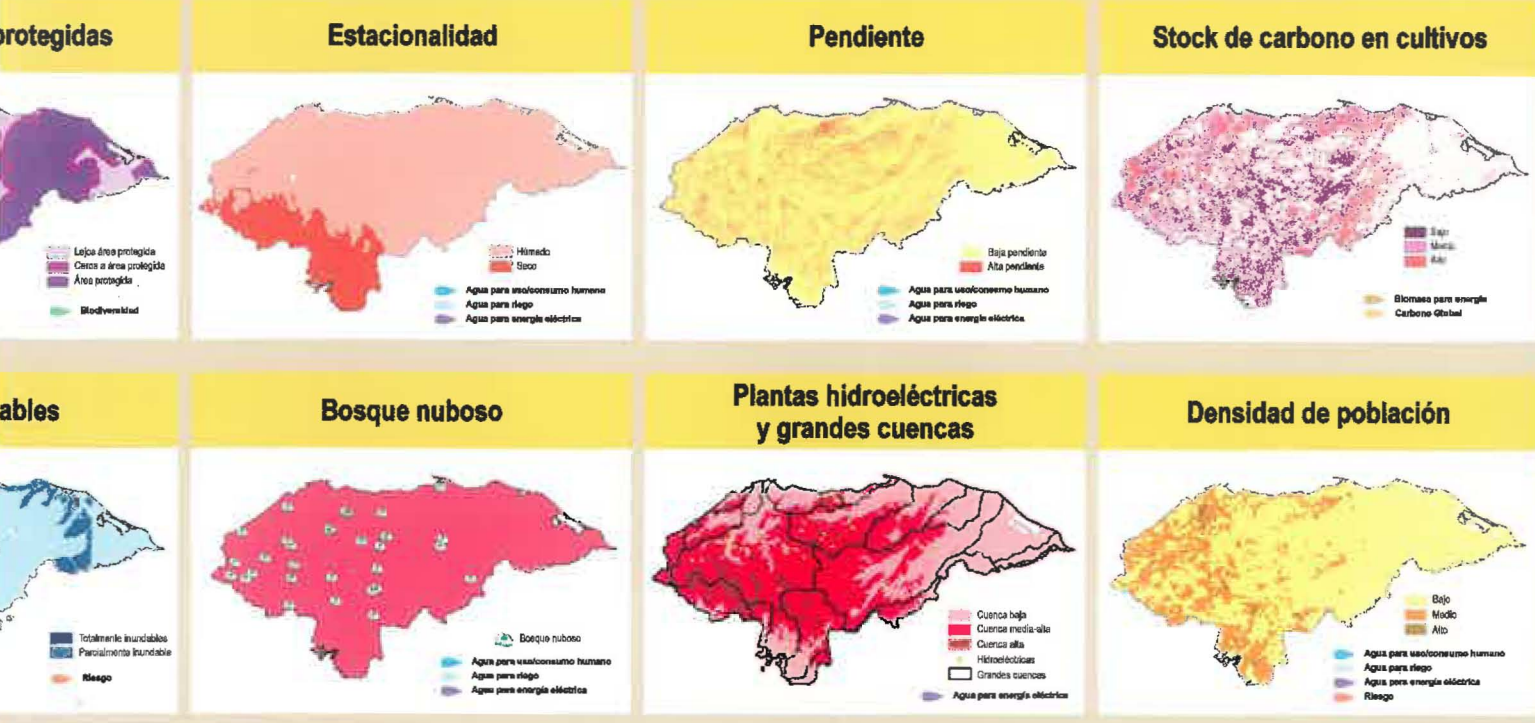 protegidas
Lejos área protegida
Cerca a área protegida
Área protegida
Biodiversidad
Estacionalidad
Húmedo
Seco
Agua para uso/consumo humano
Agua para riego
Agua para energía eléctrica
Pendiente
Baja pendiente
Alta pendiente
Agua para uso/consumo humano
Agua para riego
Agua para energía eléctrica
Stock de carbono en cultivos
Bajo
Medio
Alto
Biomasa para energía
Carbono Global
ables
Totalmente inundables
Parcialmente inundable
Riesgo
Bosque nuboso
Bosque nuboso
Agua para uso/consumo humano
Agua para riego
Agua para energía eléctrica
Plantas hidroeléctricas
y grandes cuencas
Cuenca baja
Cuenca media-alta
Cuenca alta
Hidroeléctricas
Grandes cuencas
Agua para energía eléctrica
Densidad de población
Bajo
Medio
Alto
Agua para uso/consumo humano
Agua para riego
Agua para energía eléctrica
Riesgo